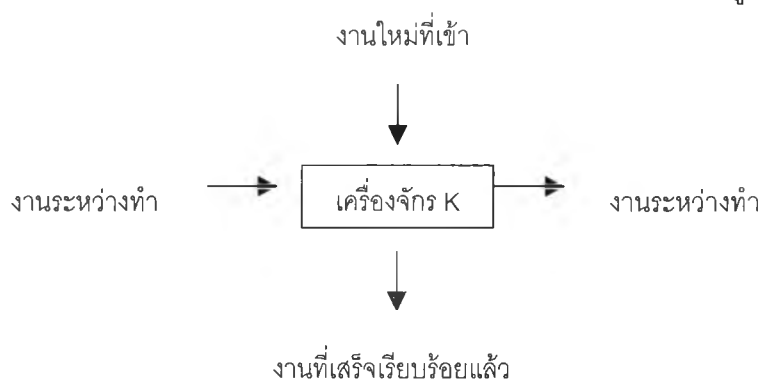 งานใหม่ที่เข้า
งานระหว่างทำ เครื่องจักร K งานระหว่างทำ
งานที่เสร็จเรียบร้อยแล้ว